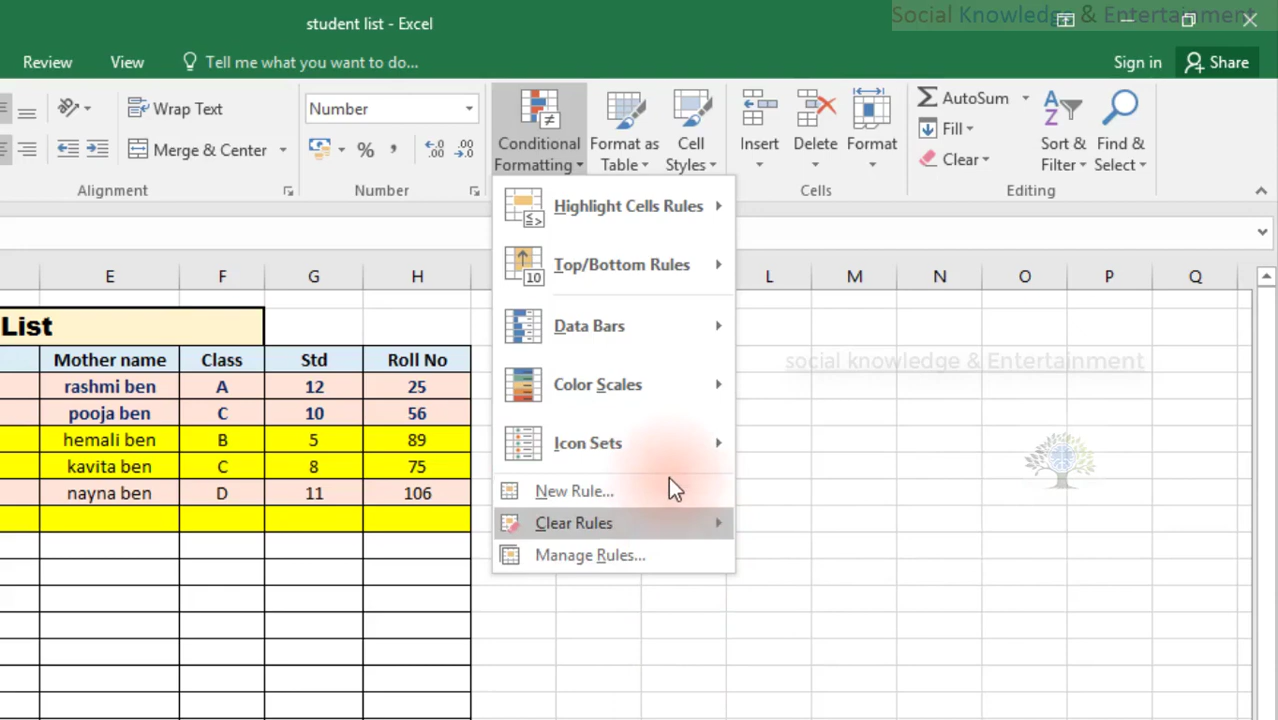 student list - Excel
Social Knowledge & Entertainment
Review View Tell me what you want to do... Sign in Share
Wrap Text
Number
Merge & Center
% , .00 .00
Alignment
Number
Conditional Formatting
Format as Table
Cell Styles
Insert
Delete
Format
Cells
AutoSum
Fill
Clear
Sort & Filter
Find & Select
Editing
Highlight Cells Rules
Top/Bottom Rules
Data Bars
Color Scales
Icon Sets
New Rule...
Clear Rules
Manage Rules...
E F G H L M N O P Q
List
Mother name Class Std Roll No
rashmi ben A 12 25
pooja ben C 10 56
hemali ben B 5 89
kavita ben C 8 75
nayna ben D 11 106
social knowledge & Entertainment